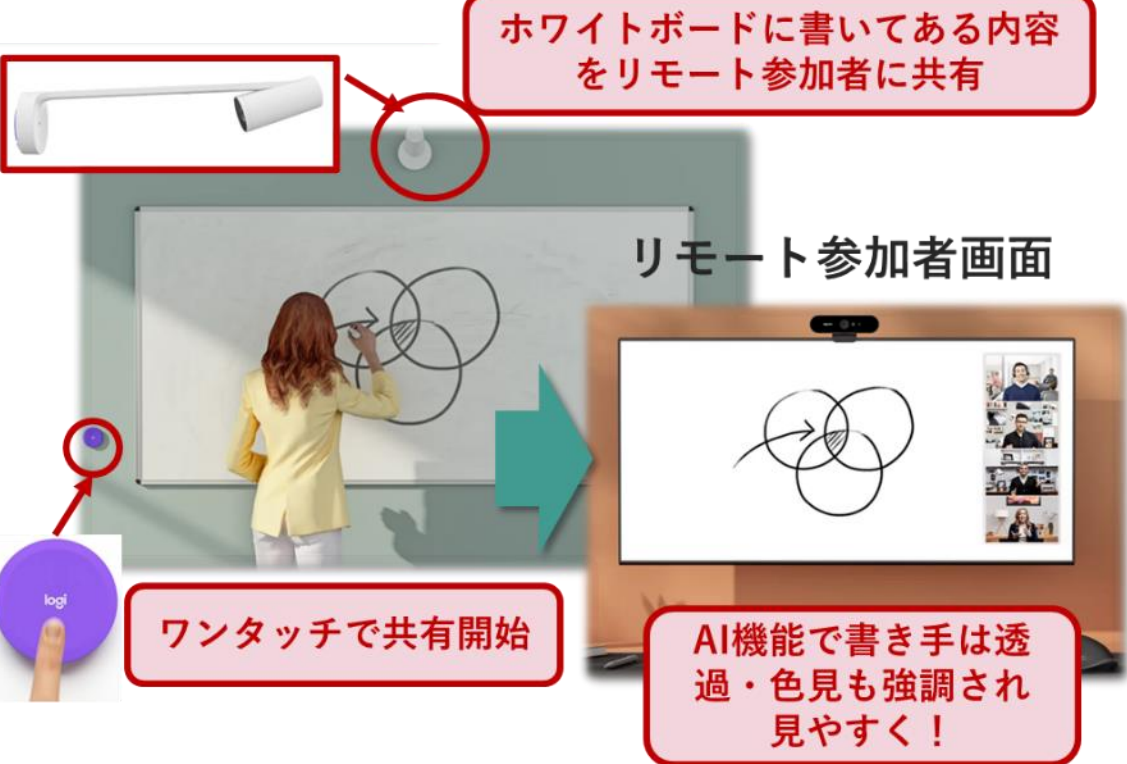 ホワイトボードに書いてある内容
をリモート参加者に共有
リモート参加者画面
logi
ワンタッチで共有開始
AI機能で書き手は透
過・色見も強調され
見やすく！